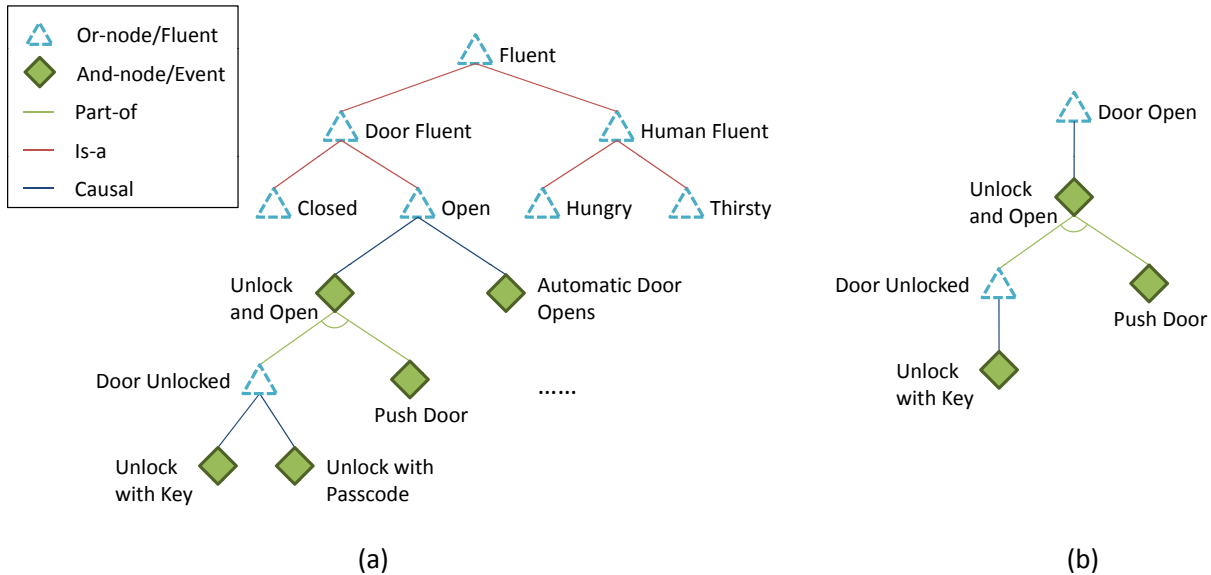 Or-node/Fluent
And-node/Event
Part-of
Is-a
Causal
Fluent
Door Fluent
Human Fluent
Closed
Open
Hungry
Thirsty
Unlock
and Open
Automatic Door
Opens
Door Unlocked
Push Door
......
Unlock
with Key
Unlock with
Passcode
(a)
Door Open
Unlock
and Open
Door Unlocked
Push Door
Unlock
with Key
(b)